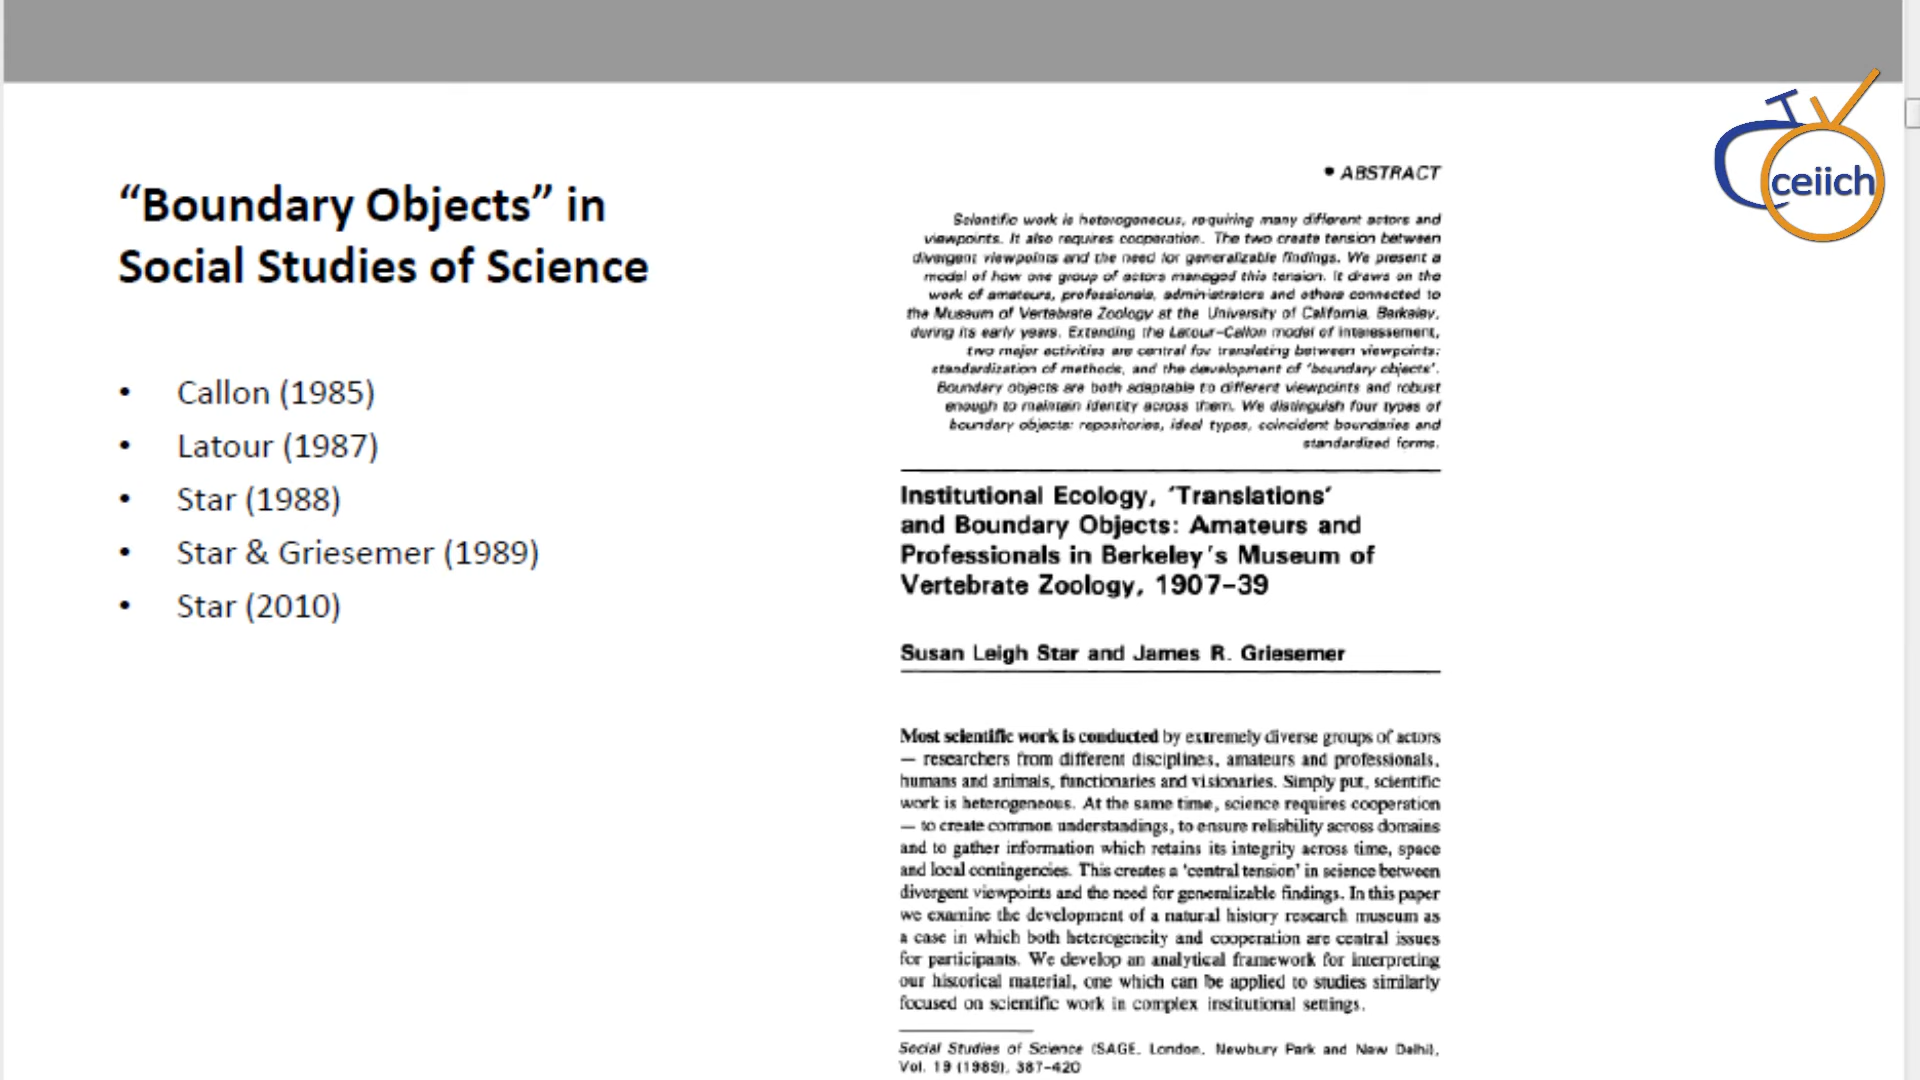 “Boundary Objects” in
Social Studies of Science
• Callon (1985)
• Latour (1987)
• Star (1988)
• Star & Griesemer (1989)
• Star (2010)
TV
ceiich
• ABSTRACT
Scientific work is heterogeneous, requiring many different actors and
viewpoints. It also requires cooperation. The two create tension between
divergent viewpoints and the need for generalizable findings. We present a
model of how one group of actors managed this tension. It draws on the
work of amateurs, professionals, administrators and others connected to
the Museum of Vertebrate Zoology at the University of California, Berkeley,
during its early years. Extending the Latour–Callon model of interessement,
two major activities are central for translating between viewpoints:
standardization of methods, and the development of ‘boundary objects’.
Boundary objects are both adaptable to different viewpoints and robust
enough to maintain identity across them. We distinguish four types of
boundary objects: repositories, ideal types, coincident boundaries and
standardized forms.
Institutional Ecology, ‘Translations’
and Boundary Objects: Amateurs and
Professionals in Berkeley's Museum of
Vertebrate Zoology, 1907–39
Susan Leigh Star and James R. Griesemer
Most scientific work is conducted by extremely diverse groups of actors
— researchers from different disciplines, amateurs and professionals,
humans and animals, functionaries and visionaries. Simply put, scientific
work is heterogeneous. At the same time, science requires cooperation
— to create common understandings, to ensure reliability across domains
and to gather information which retains its integrity across time, space
and local contingencies. This creates a ‘central tension’ in science between
divergent viewpoints and the need for generalizable findings. In this paper
we examine the development of a natural history research museum as
a case in which both heterogeneity and cooperation are central issues
for participants. We develop an analytical framework for interpreting
our historical material, one which can be applied to studies similarly
focused on scientific work in complex institutional settings.
Social Studies of Science (SAGE, London, Newbury Park and New Delhi),
Vol. 19 (1989), 387–420